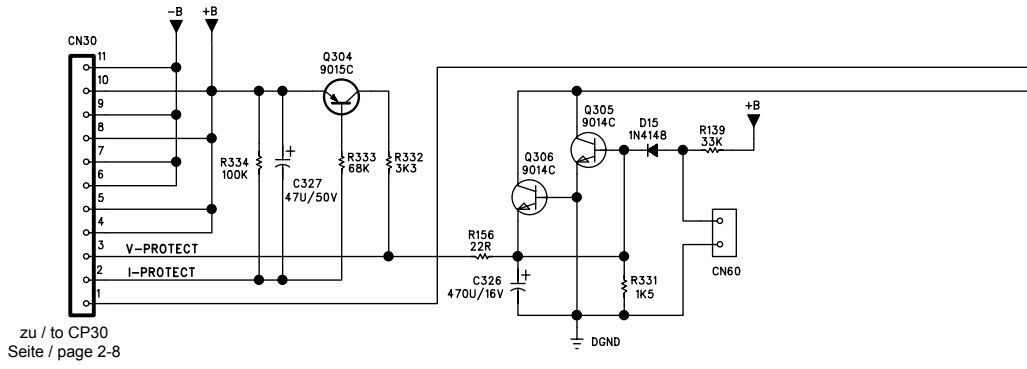 -B
+B
CN30
11
10
9
8
7
6
5
4
3
2
1
V-PROTECT
I-PROTECT
Q304
9015C
R334
100K
C327
47U/50V
R333
68K
R332
3K3
R156
22R
C326
470U/16V
Q306
9014C
Q305
9014C
D15
1N4148
R139
33K
+B
R331
1K5
CN60
DGND
zu / to CP30
Seite / page 2-8